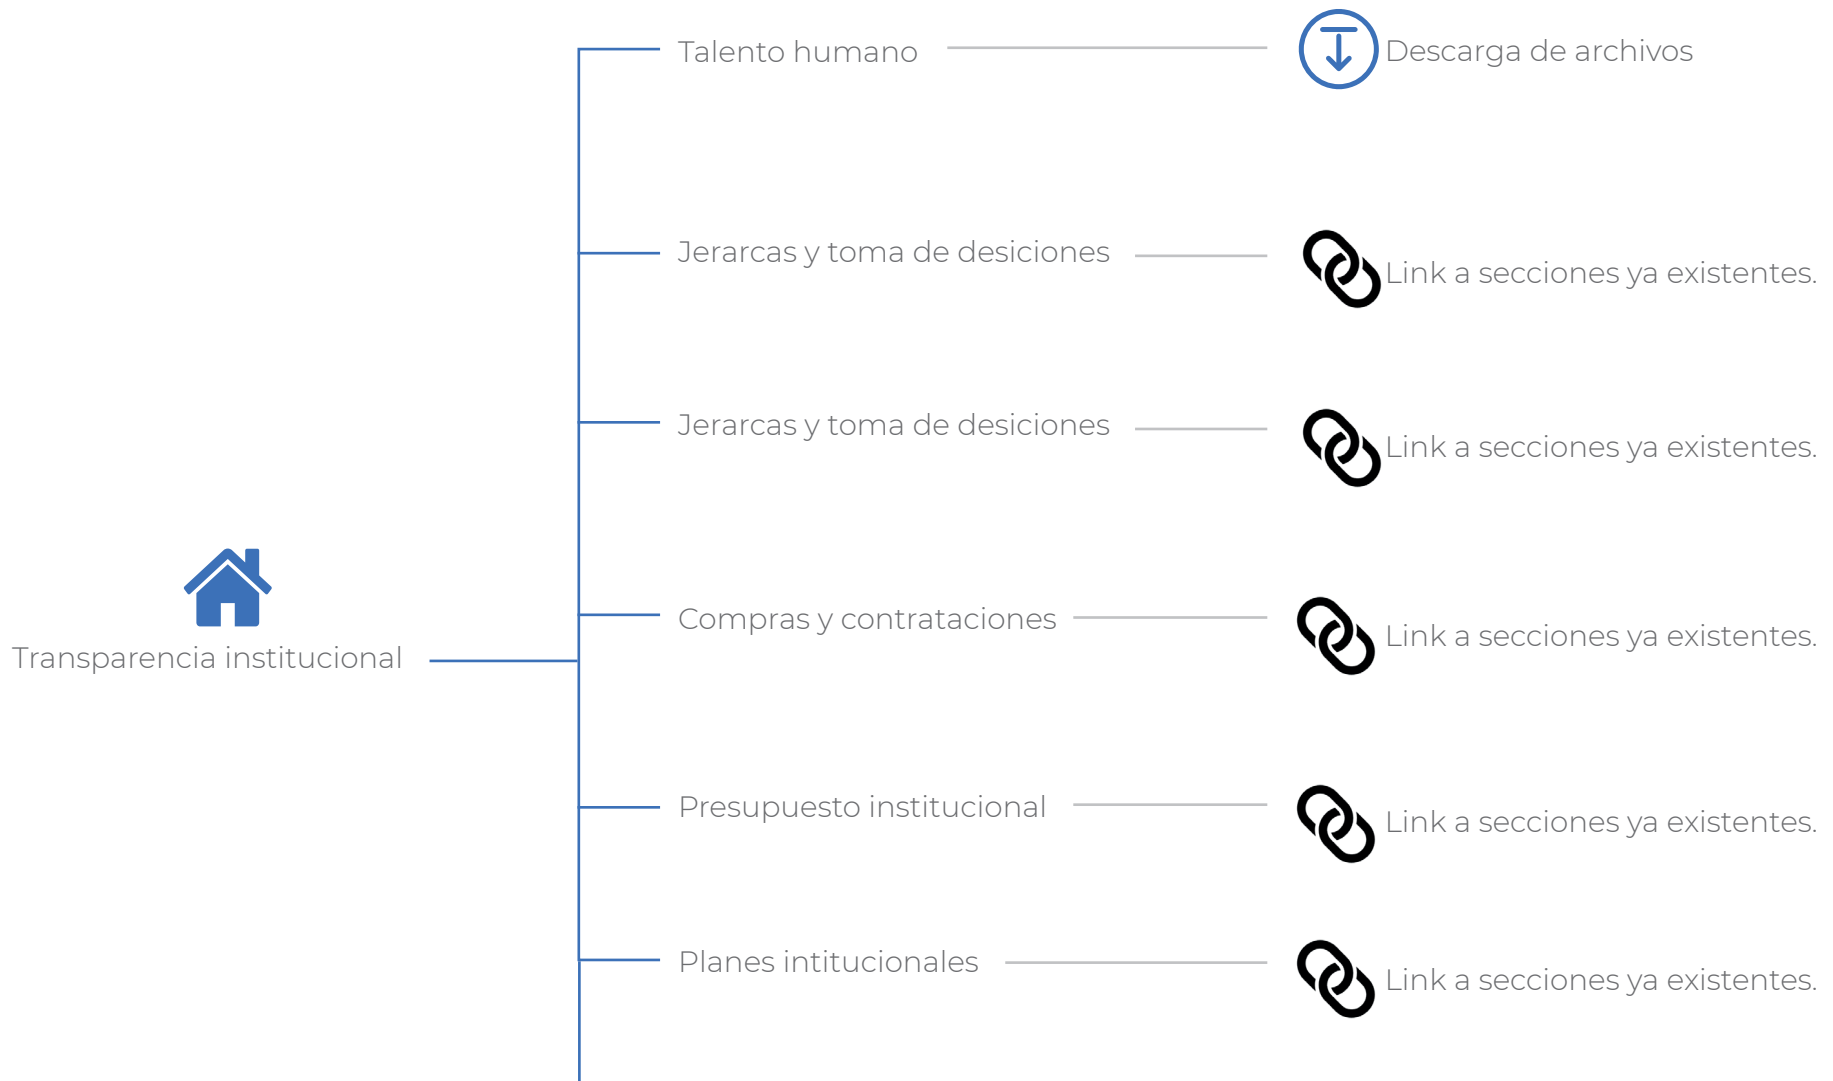 Talento humano
Descarga de archivos
Jerarcas y toma de desiciones
Link a secciones ya existentes.
Jerarcas y toma de desiciones
Link a secciones ya existentes.
Transparencia institucional
Compras y contrataciones
Link a secciones ya existentes.
Presupuesto institucional
Link a secciones ya existentes.
Planes intitucionales
Link a secciones ya existentes.